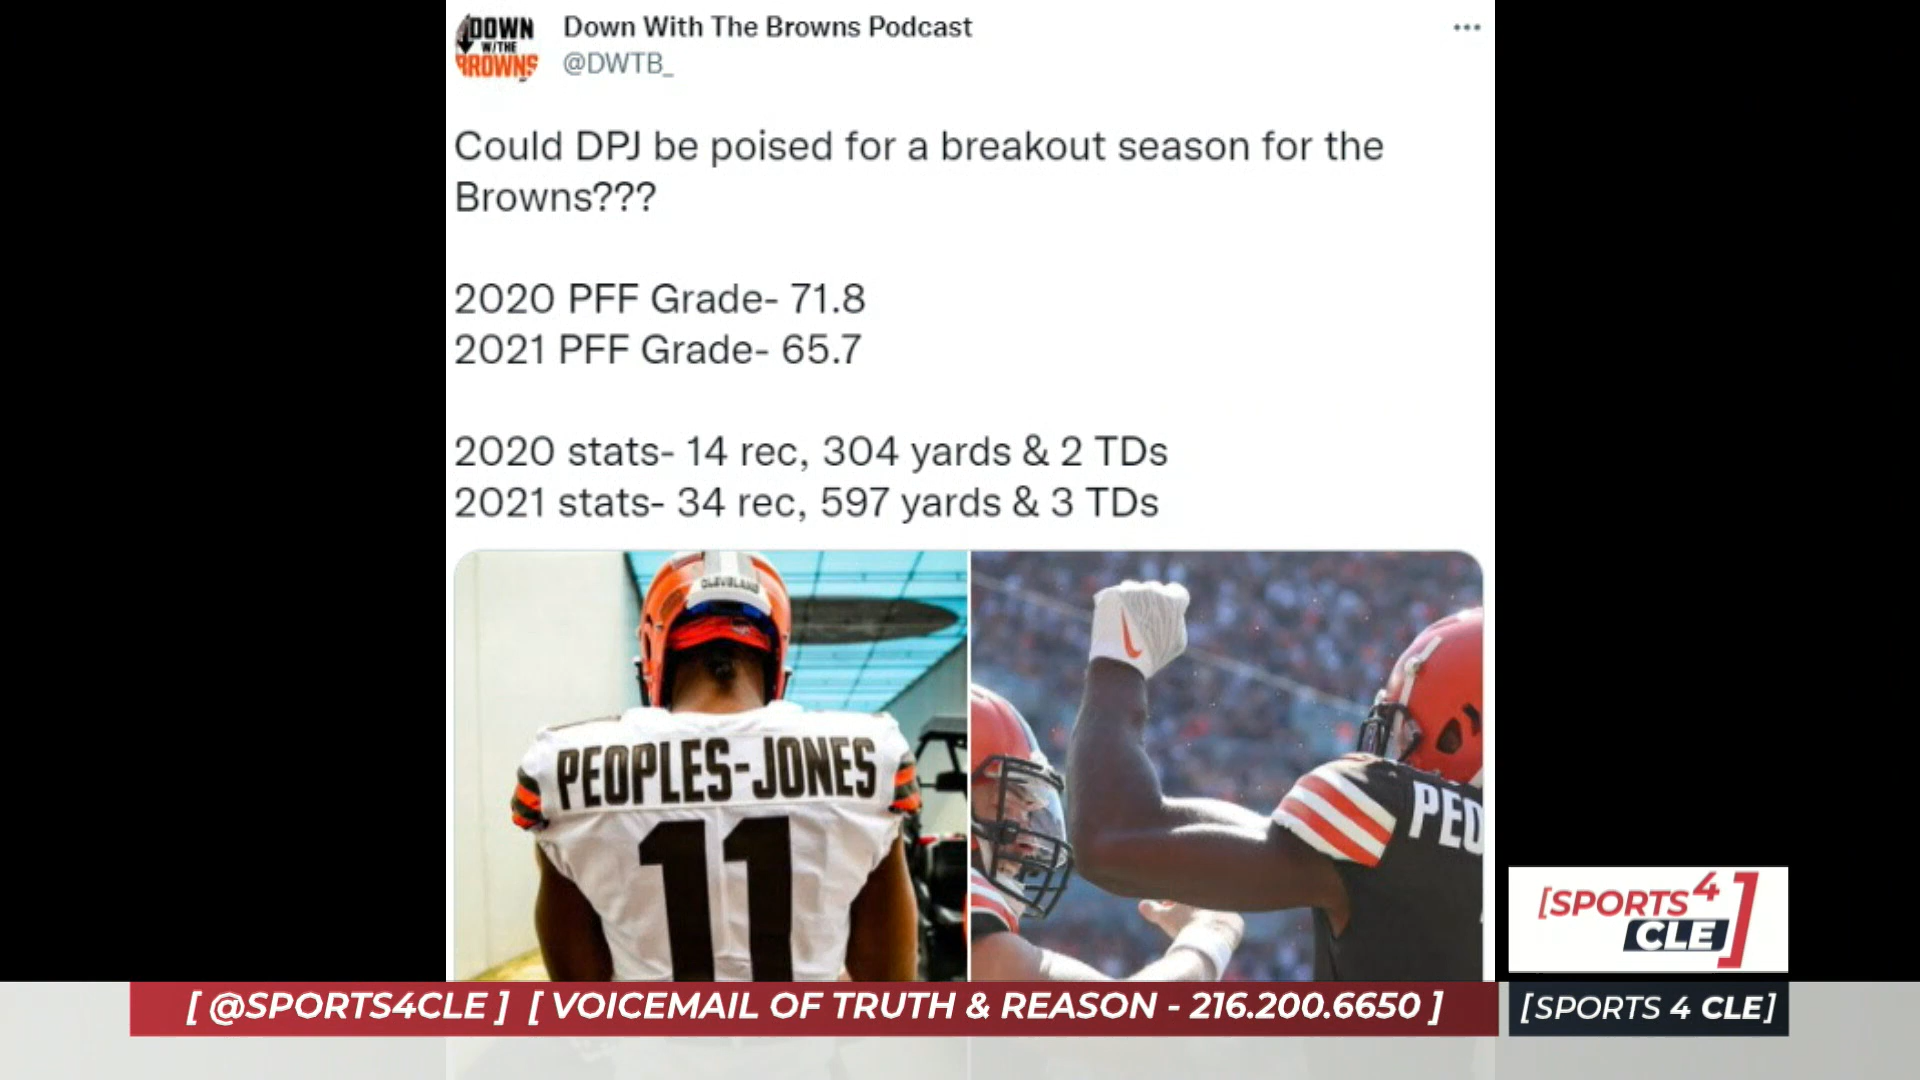 DOWN
W/THE
BROWNS
Down With The Browns Podcast
@DWTB_
Could DPJ be poised for a breakout season for the
Browns???
2020 PFF Grade- 71.8
2021 PFF Grade- 65.7
2020 stats- 14 rec, 304 yards & 2 TDs
2021 stats- 34 rec, 597 yards & 3 TDs
CLEVELAND
PEOPLES-JONES
11
PEO
[SPORTS 4
CLE]
[ @SPORTS4CLE ] [ VOICEMAIL OF TRUTH & REASON - 216.200.6650 ]
[SPORTS 4 CLE]